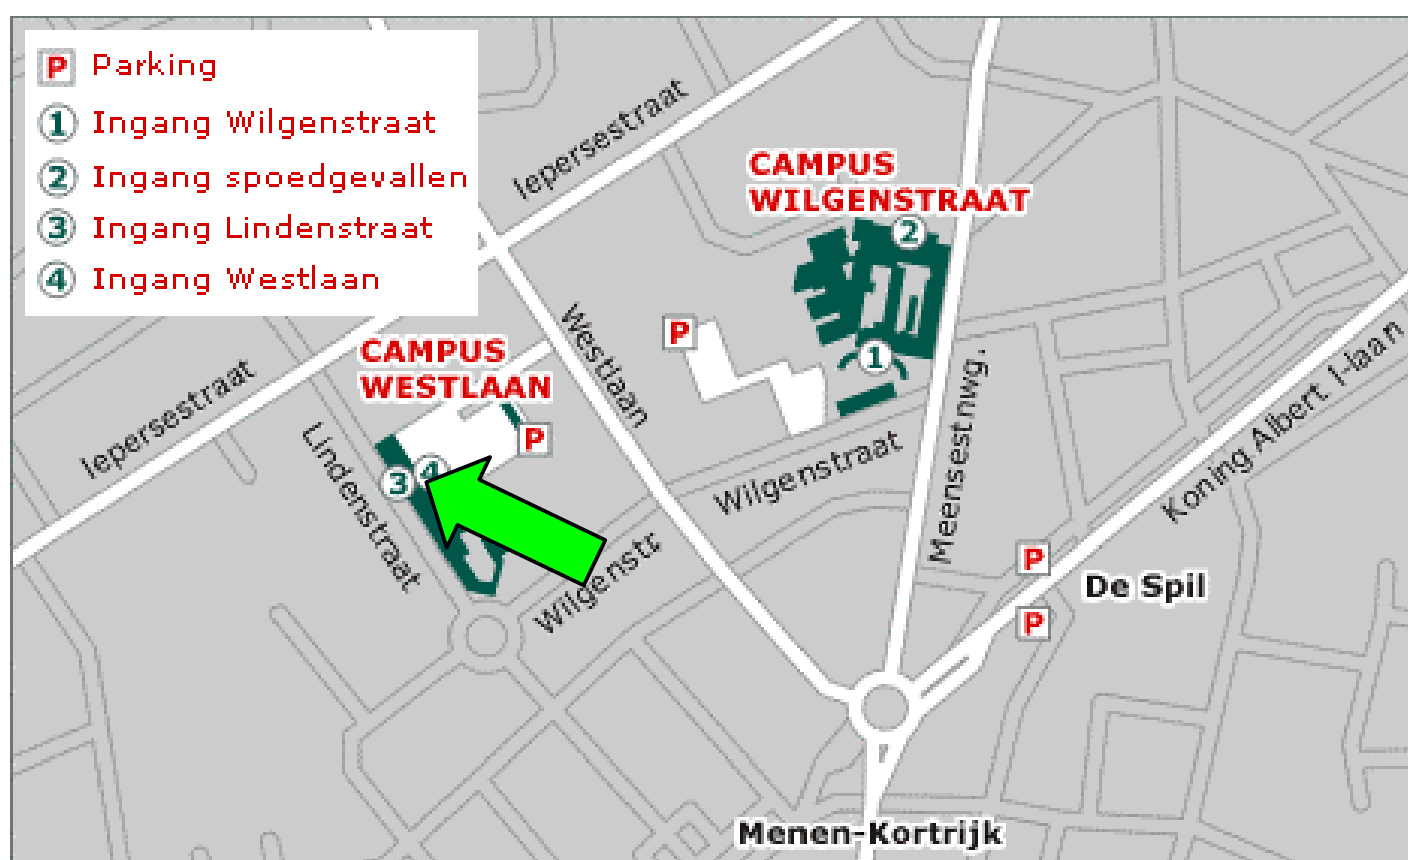 P Parking
1 Ingang Wilgenstraat
2 Ingang spoedgevallen
3 Ingang Lindenstraat
4 Ingang Westlaan
Iepersestraat
CAMPUS
WILGENSTRAAT
2
Westlaan
P
1
CAMPUS
WESTLAAN
Iepersestraat
Lindenstraat
P
3
4
Wilgenstraat
Meensestnwg.
Koning Albert I-laan
Wilgenstr.
P
De Spil
P
Menen-Kortrijk